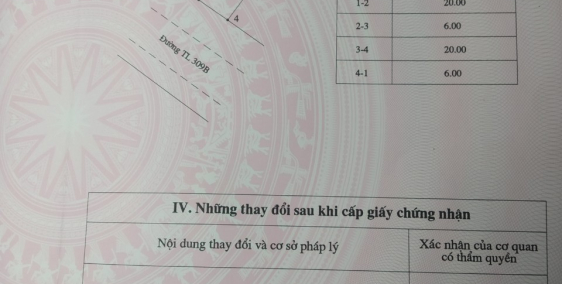 4
Đường TL 309B
1-2 20.00
2-3 6.00
3-4 20.00
4-1 6.00
IV. Những thay đổi sau khi cấp giấy chứng nhận
Nội dung thay đổi và cơ sở pháp lý
Xác nhận của cơ quan
có thẩm quyền